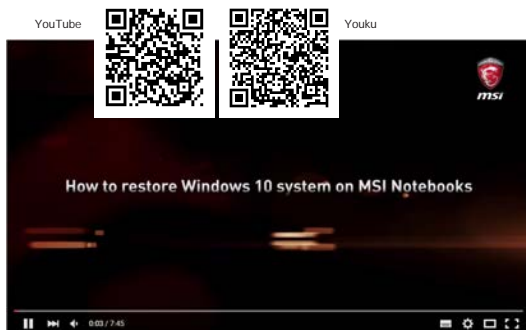 YouTube
Youku
msi
How to restore Windows 10 system on MSI Notebooks
0:03 / 7:45